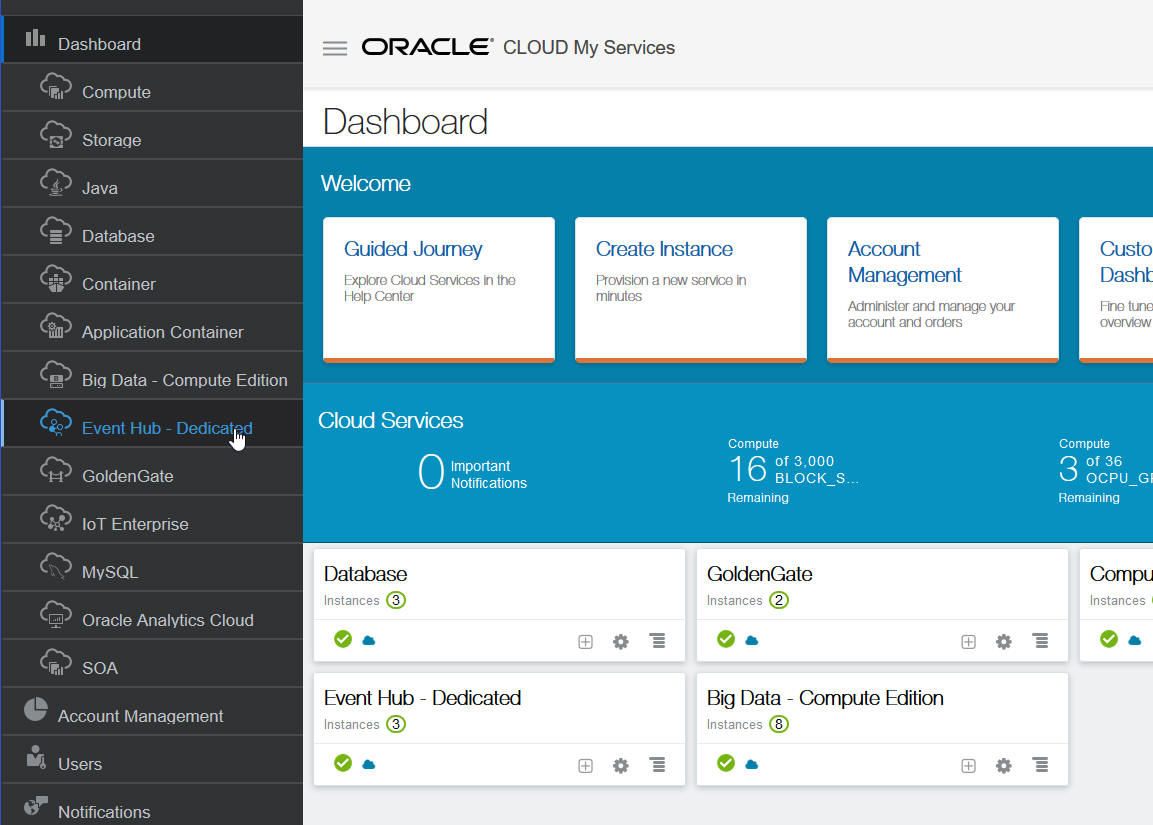 Dashboard
Compute
Storage
Java
Database
Container
Application Container
Big Data - Compute Edition
Event Hub - Dedicated
GoldenGate
IoT Enterprise
MySQL
Oracle Analytics Cloud
SOA
Account Management
Users
Notifications
ORACLE® CLOUD My Services
Dashboard
Welcome
Guided Journey
Explore Cloud Services in the
Help Center
Create Instance
Provision a new service in
minutes
Account
Management
Administer and manage your
account and orders
Custo
Dashb
Fine tune
overview
Cloud Services
0 Important
Notifications
Compute
16 of 3,000
BLOCK_S...
Remaining
Compute
3 of 36
OCPU_GP
Remaining
Database
Instances 3
GoldenGate
Instances 2
Compu
Instances
Event Hub - Dedicated
Instances 3
Big Data - Compute Edition
Instances 8